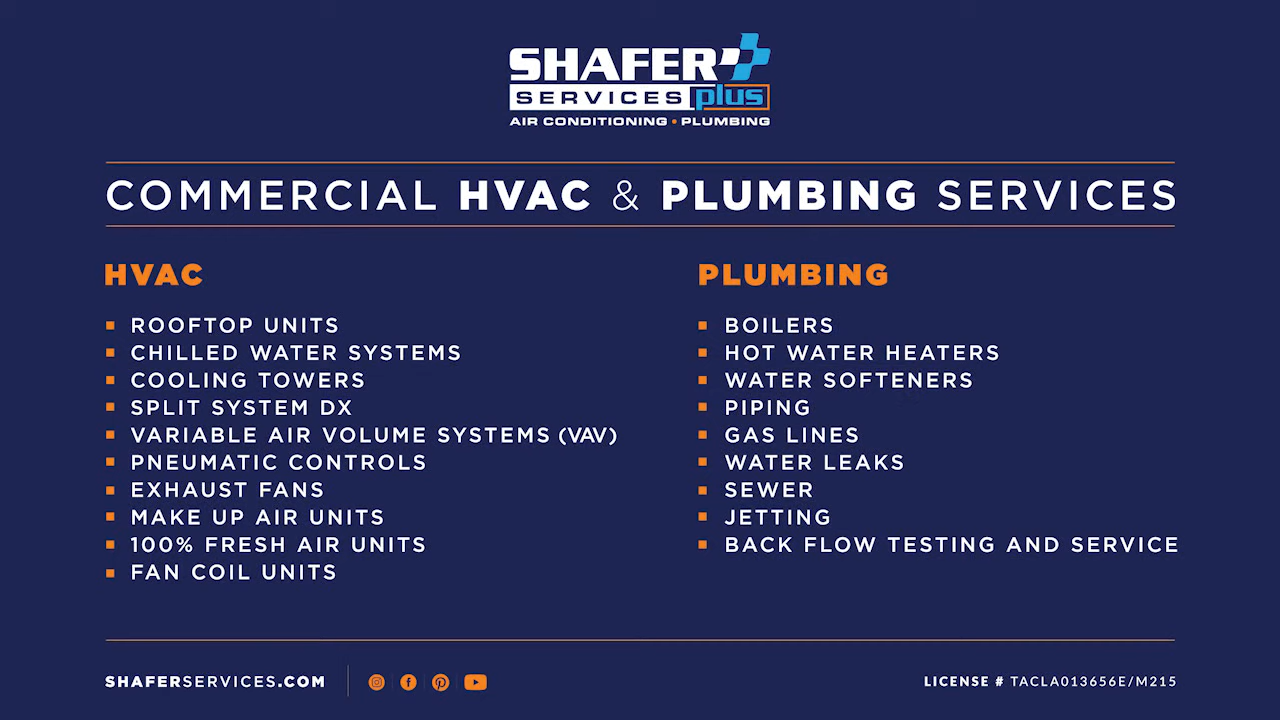 SHAFER
SERVICES plus
AIR CONDITIONING • PLUMBING
COMMERCIAL HVAC & PLUMBING SERVICES
HVAC
ROOFTOP UNITS
CHILLED WATER SYSTEMS
COOLING TOWERS
SPLIT SYSTEM DX
VARIABLE AIR VOLUME SYSTEMS (VAV)
PNEUMATIC CONTROLS
EXHAUST FANS
MAKE UP AIR UNITS
100% FRESH AIR UNITS
FAN COIL UNITS
PLUMBING
BOILERS
HOT WATER HEATERS
WATER SOFTENERS
PIPING
GAS LINES
WATER LEAKS
SEWER
JETTING
BACK FLOW TESTING AND SERVICE
SHAFERSERVICES.COM
LICENSE # TACLA013656E/M215